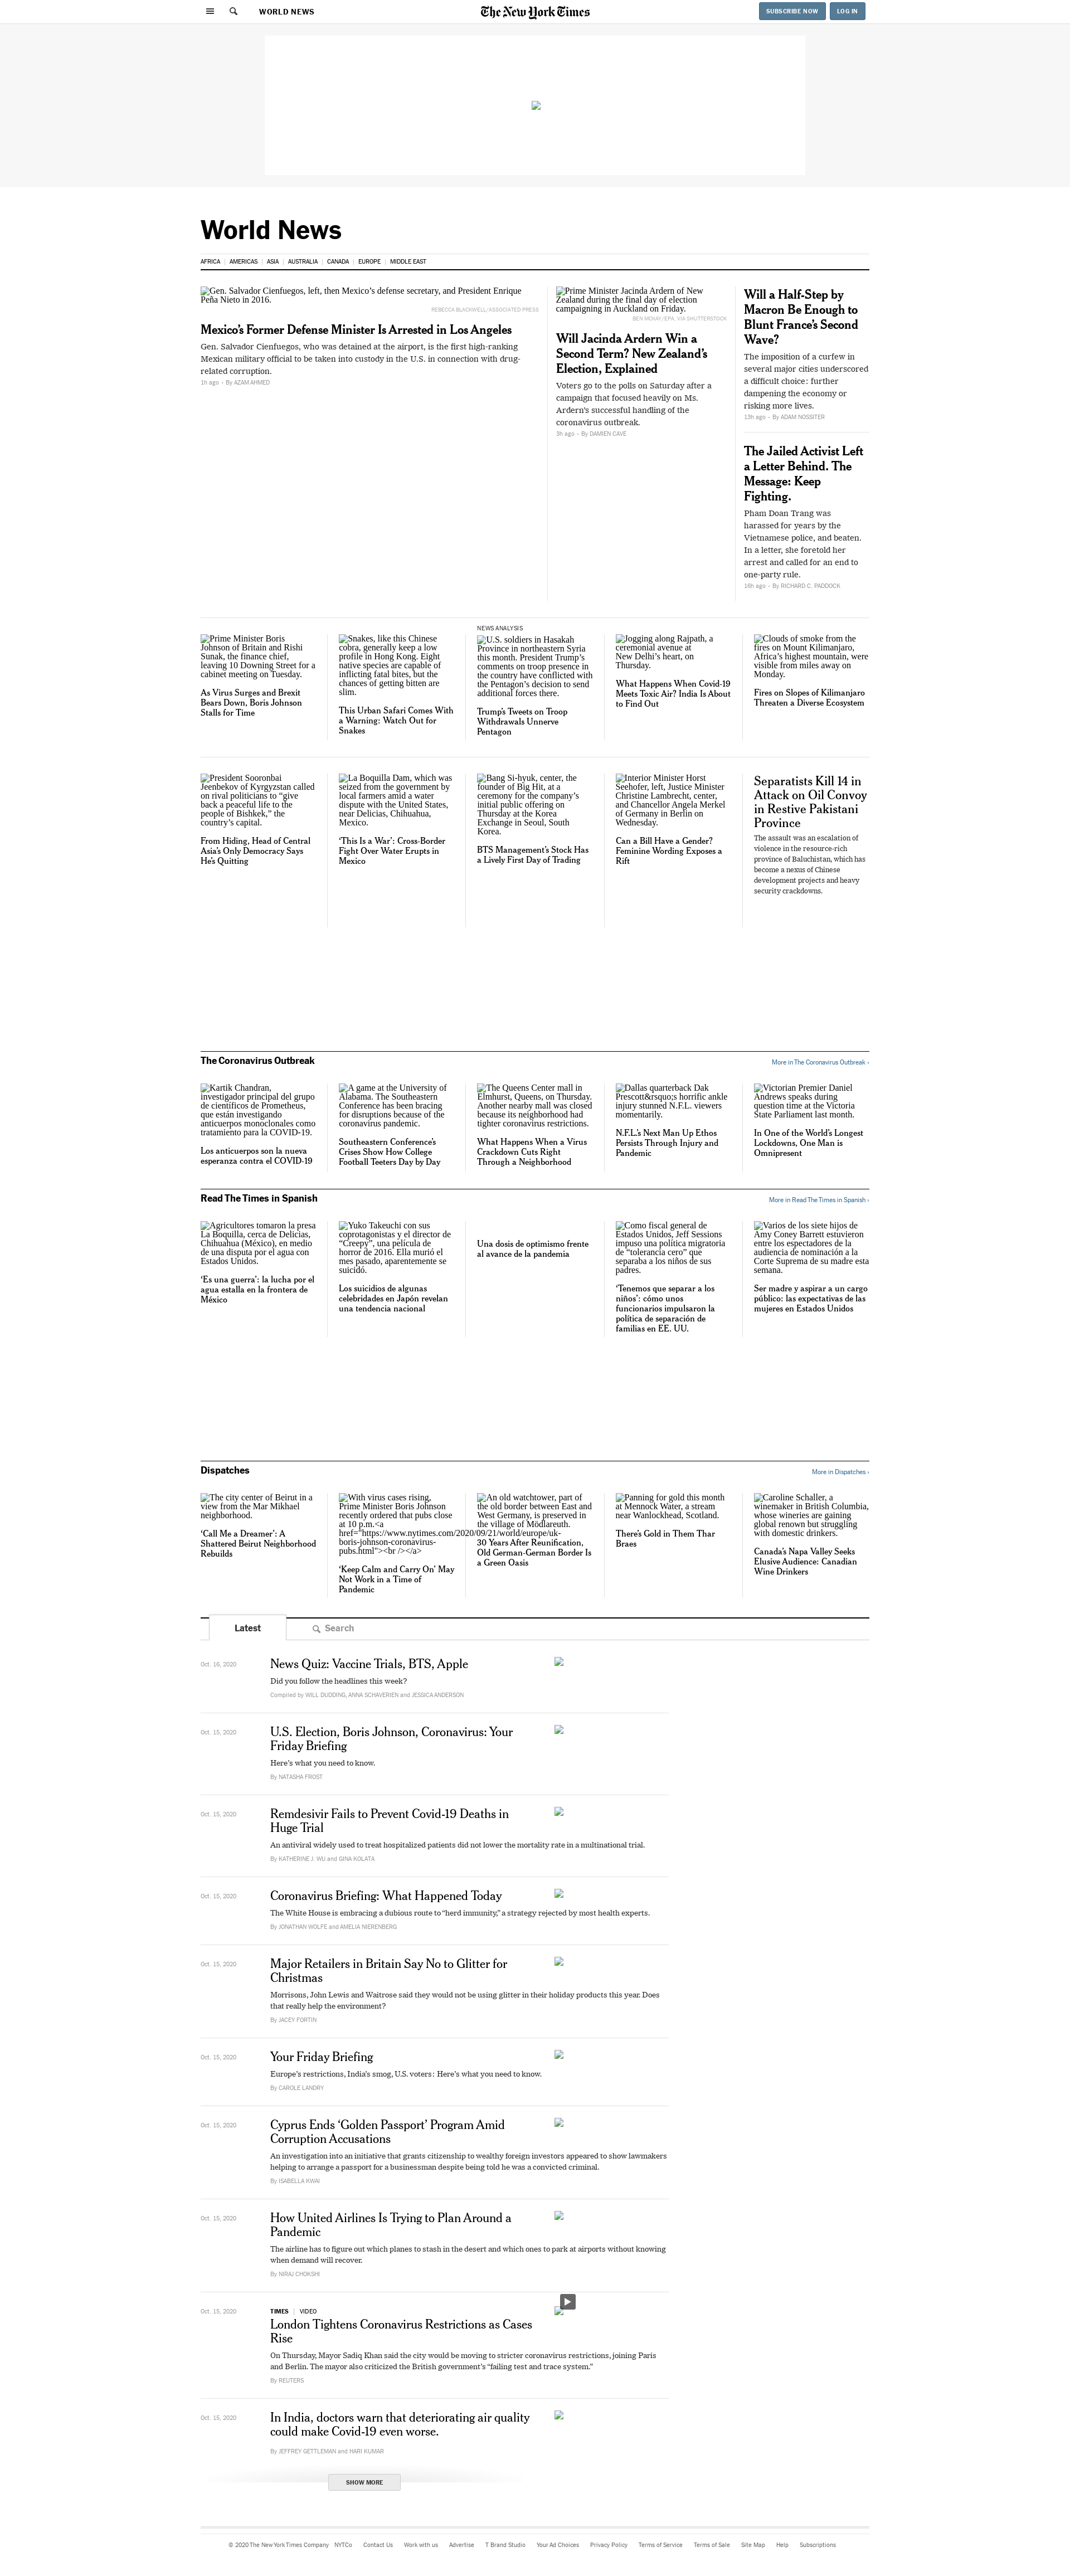 WORLD NEWS
The New York Times
SUBSCRIBE NOW
LOG IN
World News
AFRICA
AMERICAS
ASIA
AUSTRALIA
CANADA
EUROPE
MIDDLE EAST
Gen. Salvador Cienfuegos, left, then Mexico's defense secretary, and President Enrique
Peña Nieto in 2016.
REBECCA BLACKWELL/ASSOCIATED PRESS
Mexico's Former Defense Minister Is Arrested in Los Angeles
Gen. Salvador Cienfuegos, who was detained at the airport, is the first high-ranking
Mexican military official to be taken into custody in the U.S. in connection with drug-
related corruption.
1h ago - By AZAM AHMED
Prime Minister Jacinda Ardern of New
Zealand during the final day of election
campaigning in Auckland on Friday.
BEN MCKAY/EPA, VIA SHUTTERSTOCK
Will Jacinda Ardern Win a
Second Term? New Zealand's
Election, Explained
Voters go to the polls on Saturday after a
campaign that focused heavily on Ms.
Ardern's successful handling of the
coronavirus outbreak.
3h ago - By DAMIEN CAVE
Will a Half-Step by
Macron Be Enough to
Blunt France's Second
Wave?
The imposition of a curfew in
several major cities underscored
a difficult choice: further
dampening the economy or
risking more lives.
13h ago - By ADAM NOSSITER
The Jailed Activist Left
a Letter Behind. The
Message: Keep
Fighting.
Pham Doan Trang was
harassed for years by the
Vietnamese police, and beaten.
In a letter, she foretold her
arrest and called for an end to
one-party rule.
16h ago - By RICHARD C. PADDOCK
Prime Minister Boris
Johnson of Britain and Rishi
Sunak, the finance chief,
leaving 10 Downing Street for a
cabinet meeting on Tuesday.
As Virus Surges and Brexit
Bears Down, Boris Johnson
Stalls for Time
Snakes, like this Chinese
cobra, generally keep a low
profile in Hong Kong. Eight
native species are capable of
inflicting fatal bites, but the
chances of getting bitten are
slim.
This Urban Safari Comes With
a Warning: Watch Out for
Snakes
NEWS ANALYSIS
U.S. soldiers in Hasakah
Province in northeastern Syria
this month. President Trump's
comments on troop presence in
the country have conflicted with
the Pentagon's decision to send
additional forces there.
Trump's Tweets on Troop
Withdrawals Unnerve
Pentagon
Jogging along Rajpath, a
ceremonial avenue at
New Delhi's heart, on
Thursday.
What Happens When Covid-19
Meets Toxic Air? India Is About
to Find Out
Clouds of smoke from the
fires on Mount Kilimanjaro,
Africa's highest mountain, were
visible from miles away on
Monday.
Fires on Slopes of Kilimanjaro
Threaten a Diverse Ecosystem
President Sooronbai
Jeenbekov of Kyrgyzstan called
on rival politicians to "give
back a peaceful life to the
people of Bishkek," the
country's capital.
From Hiding, Head of Central
Asia's Only Democracy Says
He's Quitting
La Boquilla Dam, which was
seized from the government by
local farmers amid a water
dispute with the United States,
near Delicias, Chihuahua,
Mexico.
'This Is a War': Cross-Border
Fight Over Water Erupts in
Mexico
Bang Si-hyuk, center, the
founder of Big Hit, at a
ceremony for the company's
initial public offering on
Thursday at the Korea
Exchange in Seoul, South
Korea.
BTS Management's Stock Has
a Lively First Day of Trading
Interior Minister Horst
Seehofer, left, Justice Minister
Christine Lambrecht, center,
and Chancellor Angela Merkel
of Germany in Berlin on
Wednesday.
Can a Bill Have a Gender?
Feminine Wording Exposes a
Rift
Separatists Kill 14 in
Attack on Oil Convoy
in Restive Pakistani
Province
The assault was an escalation of
violence in the resource-rich
province of Baluchistan, which has
become a nexus of Chinese
development projects and heavy
security crackdowns.
The Coronavirus Outbreak
More in The Coronavirus Outbreak ›
Kartik Chandran,
investigador principal del grupo
de científicos de Prometheus,
que están investigando
anticuerpos monoclonales como
tratamiento para la COVID-19.
Los anticuerpos son la nueva
esperanza contra el COVID-19
A game at the University of
Alabama. The Southeastern
Conference has been bracing
for disruptions because of the
coronavirus pandemic.
Southeastern Conference's
Crises Show How College
Football Teeters Day by Day
The Queens Center mall in
Elmhurst, Queens, on Thursday.
Another nearby mall was closed
because its neighborhood had
tighter coronavirus restrictions.
What Happens When a Virus
Crackdown Cuts Right
Through a Neighborhood
Dallas quarterback Dak
Prescott&rsquo;s horrific ankle
injury stunned N.F.L. viewers
momentarily.
N.F.L.'s Next Man Up Ethos
Persists Through Injury and
Pandemic
Victorian Premier Daniel
Andrews speaks during
question time at the Victoria
State Parliament last month.
In One of the World's Longest
Lockdowns, One Man is
Omnipresent
Read The Times in Spanish
More in Read The Times in Spanish ›
Agricultores tomaron la presa
La Boquilla, cerca de Delicias,
Chihuahua (México), en medio
de una disputa por el agua con
Estados Unidos.
'Es una guerra': la lucha por el
agua estalla en la frontera de
México
Yuko Takeuchi con sus
coprotagonistas y el director de
"Creepy", una película de
horror de 2016. Ella murió el
mes pasado, aparentemente se
suicidó.
Los suicidios de algunas
celebridades en Japón revelan
una tendencia nacional
Una dosis de optimismo frente
al avance de la pandemia
Como fiscal general de
Estados Unidos, Jeff Sessions
impuso una política migratoria
de "tolerancia cero" que
separaba a los niños de sus
padres.
'Tenemos que separar a los
niños': cómo unos
funcionarios impulsaron la
política de separación de
familias en EE. UU.
Varios de los siete hijos de
Amy Coney Barrett estuvieron
entre los espectadores de la
audiencia de nominación a la
Corte Suprema de su madre esta
semana.
Ser madre y aspirar a un cargo
público: las expectativas de las
mujeres en Estados Unidos
Dispatches
More in Dispatches ›
The city center of Beirut in a
view from the Mar Mikhael
neighborhood.
'Call Me a Dreamer': A
Shattered Beirut Neighborhood
Rebuilds
With virus cases rising,
Prime Minister Boris Johnson
recently ordered that pubs close
at 10 p.m.<a
href="https://www.nytimes.com/2020/09/21/world/europe/uk-
boris-johnson-coronavirus-
pubs.html"><br /></a>
'Keep Calm and Carry On' May
Not Work in a Time of
Pandemic
An old watchtower, part of
the old border between East and
West Germany, is preserved in
the village of Mödlareuth.
30 Years After Reunification,
Old German-German Border Is
a Green Oasis
Panning for gold this month
at Mennock Water, a stream
near Wanlockhead, Scotland.
There's Gold in Them Thar
Braes
Caroline Schaller, a
winemaker in British Columbia,
whose wineries are gaining
global renown but struggling
with domestic drinkers.
Canada's Napa Valley Seeks
Elusive Audience: Canadian
Wine Drinkers
Latest
Search
Oct. 16, 2020
News Quiz: Vaccine Trials, BTS, Apple
Did you follow the headlines this week?
Compiled by WILL DUDDING, ANNA SCHAVERIEN and JESSICA ANDERSON
Oct. 15, 2020
U.S. Election, Boris Johnson, Coronavirus: Your
Friday Briefing
Here's what you need to know.
By NATASHA FROST
Oct. 15, 2020
Remdesivir Fails to Prevent Covid-19 Deaths in
Huge Trial
An antiviral widely used to treat hospitalized patients did not lower the mortality rate in a multinational trial.
By KATHERINE J. WU and GINA KOLATA
Oct. 15, 2020
Coronavirus Briefing: What Happened Today
The White House is embracing a dubious route to "herd immunity," a strategy rejected by most health experts.
By JONATHAN WOLFE and AMELIA NIERENBERG
Oct. 15, 2020
Major Retailers in Britain Say No to Glitter for
Christmas
Morrisons, John Lewis and Waitrose said they would not be using glitter in their holiday products this year. Does
that really help the environment?
By JACEY FORTIN
Oct. 15, 2020
Your Friday Briefing
Europe's restrictions, India's smog, U.S. voters: Here's what you need to know.
By CAROLE LANDRY
Oct. 15, 2020
Cyprus Ends 'Golden Passport' Program Amid
Corruption Accusations
An investigation into an initiative that grants citizenship to wealthy foreign investors appeared to show lawmakers
helping to arrange a passport for a businessman despite being told he was a convicted criminal.
By ISABELLA KWAI
Oct. 15, 2020
How United Airlines Is Trying to Plan Around a
Pandemic
The airline has to figure out which planes to stash in the desert and which ones to park at airports without knowing
when demand will recover.
By NIRAJ CHOKSHI
Oct. 15, 2020
TIMES | VIDEO
London Tightens Coronavirus Restrictions as Cases
Rise
On Thursday, Mayor Sadiq Khan said the city would be moving to stricter coronavirus restrictions, joining Paris
and Berlin. The mayor also criticized the British government's "failing test and trace system."
By REUTERS
Oct. 15, 2020
In India, doctors warn that deteriorating air quality
could make Covid-19 even worse.
By JEFFREY GETTLEMAN and HARI KUMAR
SHOW MORE
© 2020 The New York Times Company
NYTCo
Contact Us
Work with us
Advertise
T Brand Studio
Your Ad Choices
Privacy Policy
Terms of Service
Terms of Sale
Site Map
Help
Subscriptions